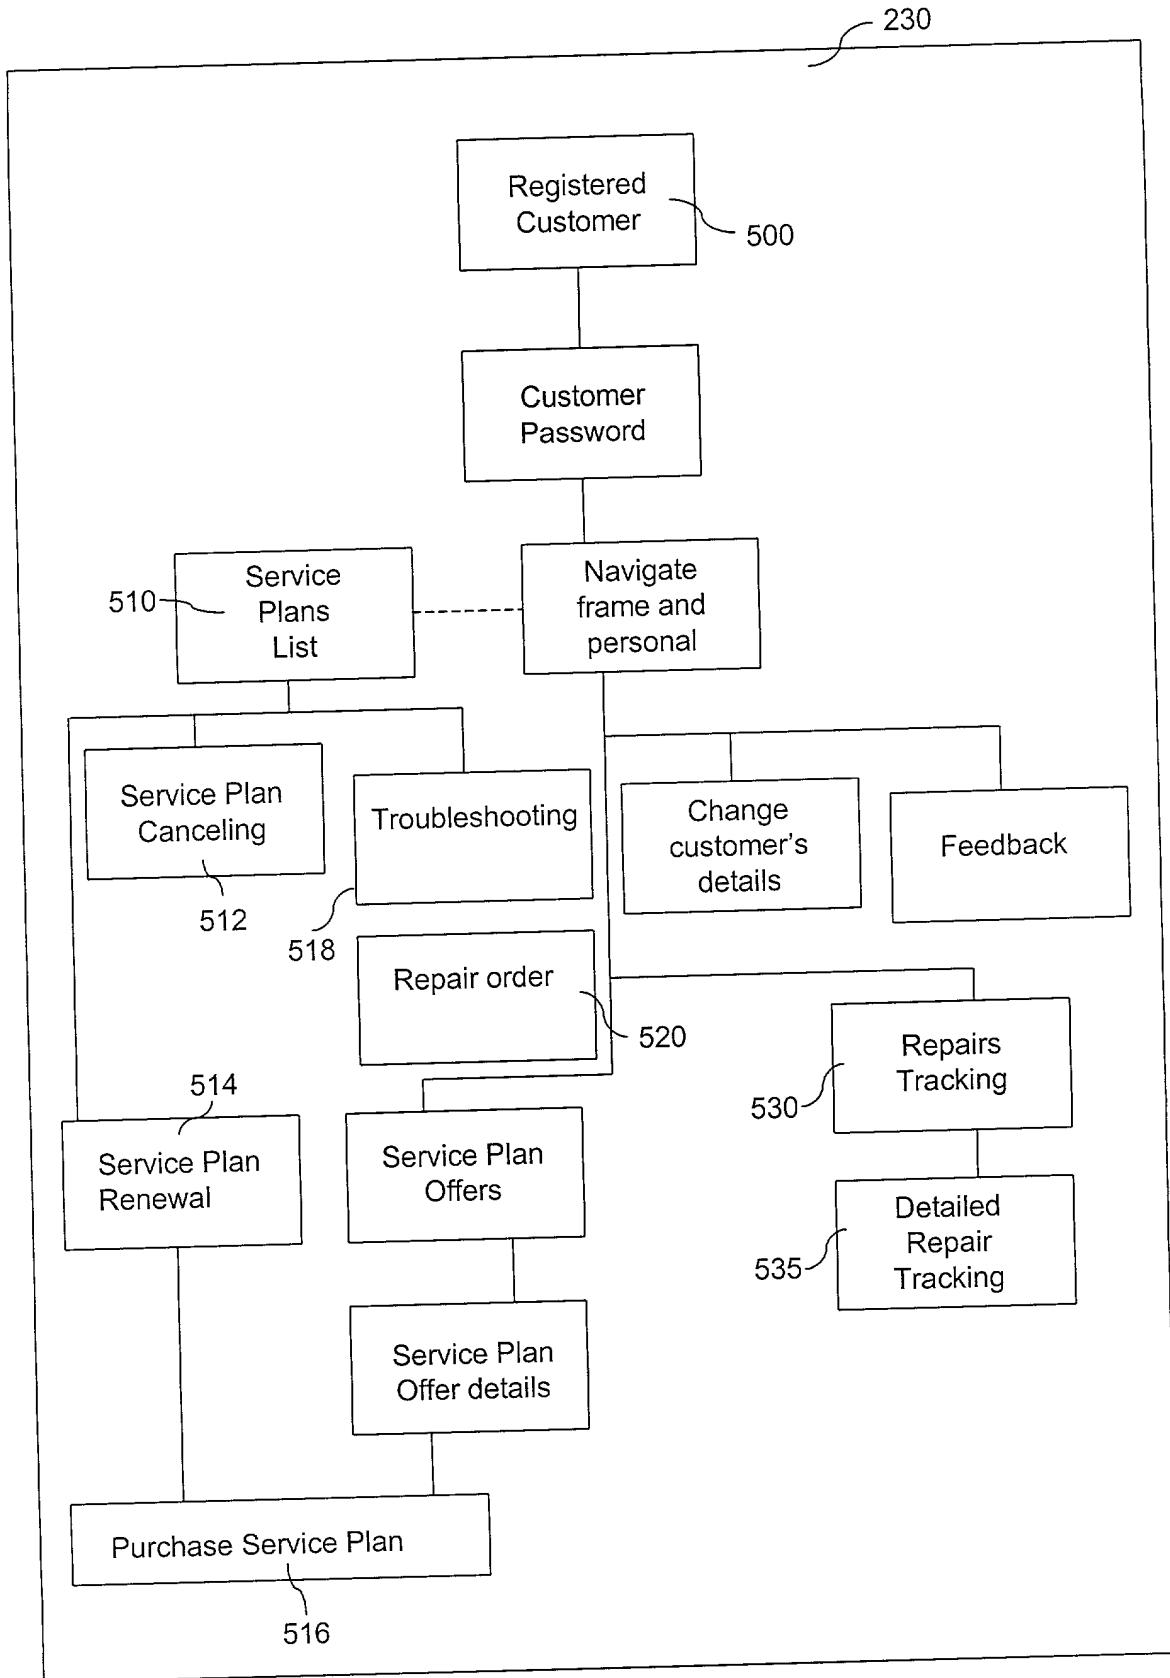 230
Registered
Customer
500
Customer
Password
Service
Plans
List
510
Navigate
frame and
personal
Service Plan
Canceling
512
Troubleshooting
518
Change
customer's
details
Feedback
Repair order
520
Repairs
Tracking
530
514
Service Plan
Renewal
Service Plan
Offers
Detailed
Repair
Tracking
535
Service Plan
Offer details
Purchase Service Plan
516